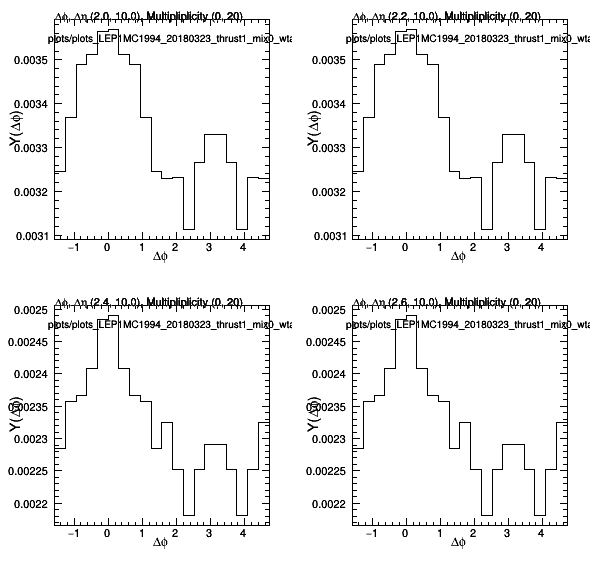 Δϕ, Δη (2.0, 10.0), Multipliplicity (0, 20)
plots/plots_LEP1MC1994_20180323_thrust1_mix0_wta
Y(Δϕ)
0.0035
0.0034
0.0033
0.0032
0.0031
−1 0 1 2 3 4
Δϕ
Δϕ, Δη (2.2, 10.0), Multipliplicity (0, 20)
plots/plots_LEP1MC1994_20180323_thrust1_mix0_wta
Y(Δϕ)
0.0035
0.0034
0.0033
0.0032
0.0031
−1 0 1 2 3 4
Δϕ
Δϕ, Δη (2.4, 10.0), Multipliplicity (0, 20)
plots/plots_LEP1MC1994_20180323_thrust1_mix0_wta
Y(Δϕ)
0.0025
0.00245
0.0024
0.00235
0.0023
0.00225
0.0022
−1 0 1 2 3 4
Δϕ
Δϕ, Δη (2.6, 10.0), Multipliplicity (0, 20)
plots/plots_LEP1MC1994_20180323_thrust1_mix0_wta
Y(Δϕ)
0.0025
0.00245
0.0024
0.00235
0.0023
0.00225
0.0022
−1 0 1 2 3 4
Δϕ